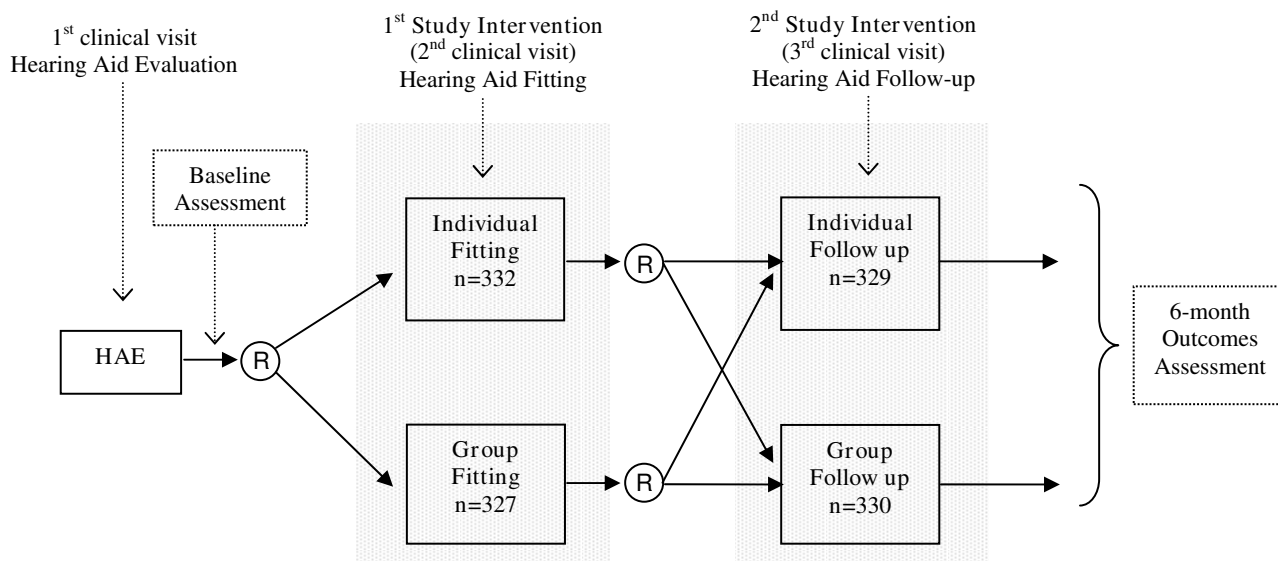 1st clinical visit
Hearing Aid Evaluation
1st Study Intervention
(2nd clinical visit)
Hearing Aid Fitting
2nd Study Intervention
(3rd clinical visit)
Hearing Aid Follow-up
Baseline
Assessment
HAE
R
Individual
Fitting
n=332
R
Individual
Follow up
n=329
Group
Fitting
n=327
R
Group
Follow up
n=330
6-month
Outcomes
Assessment